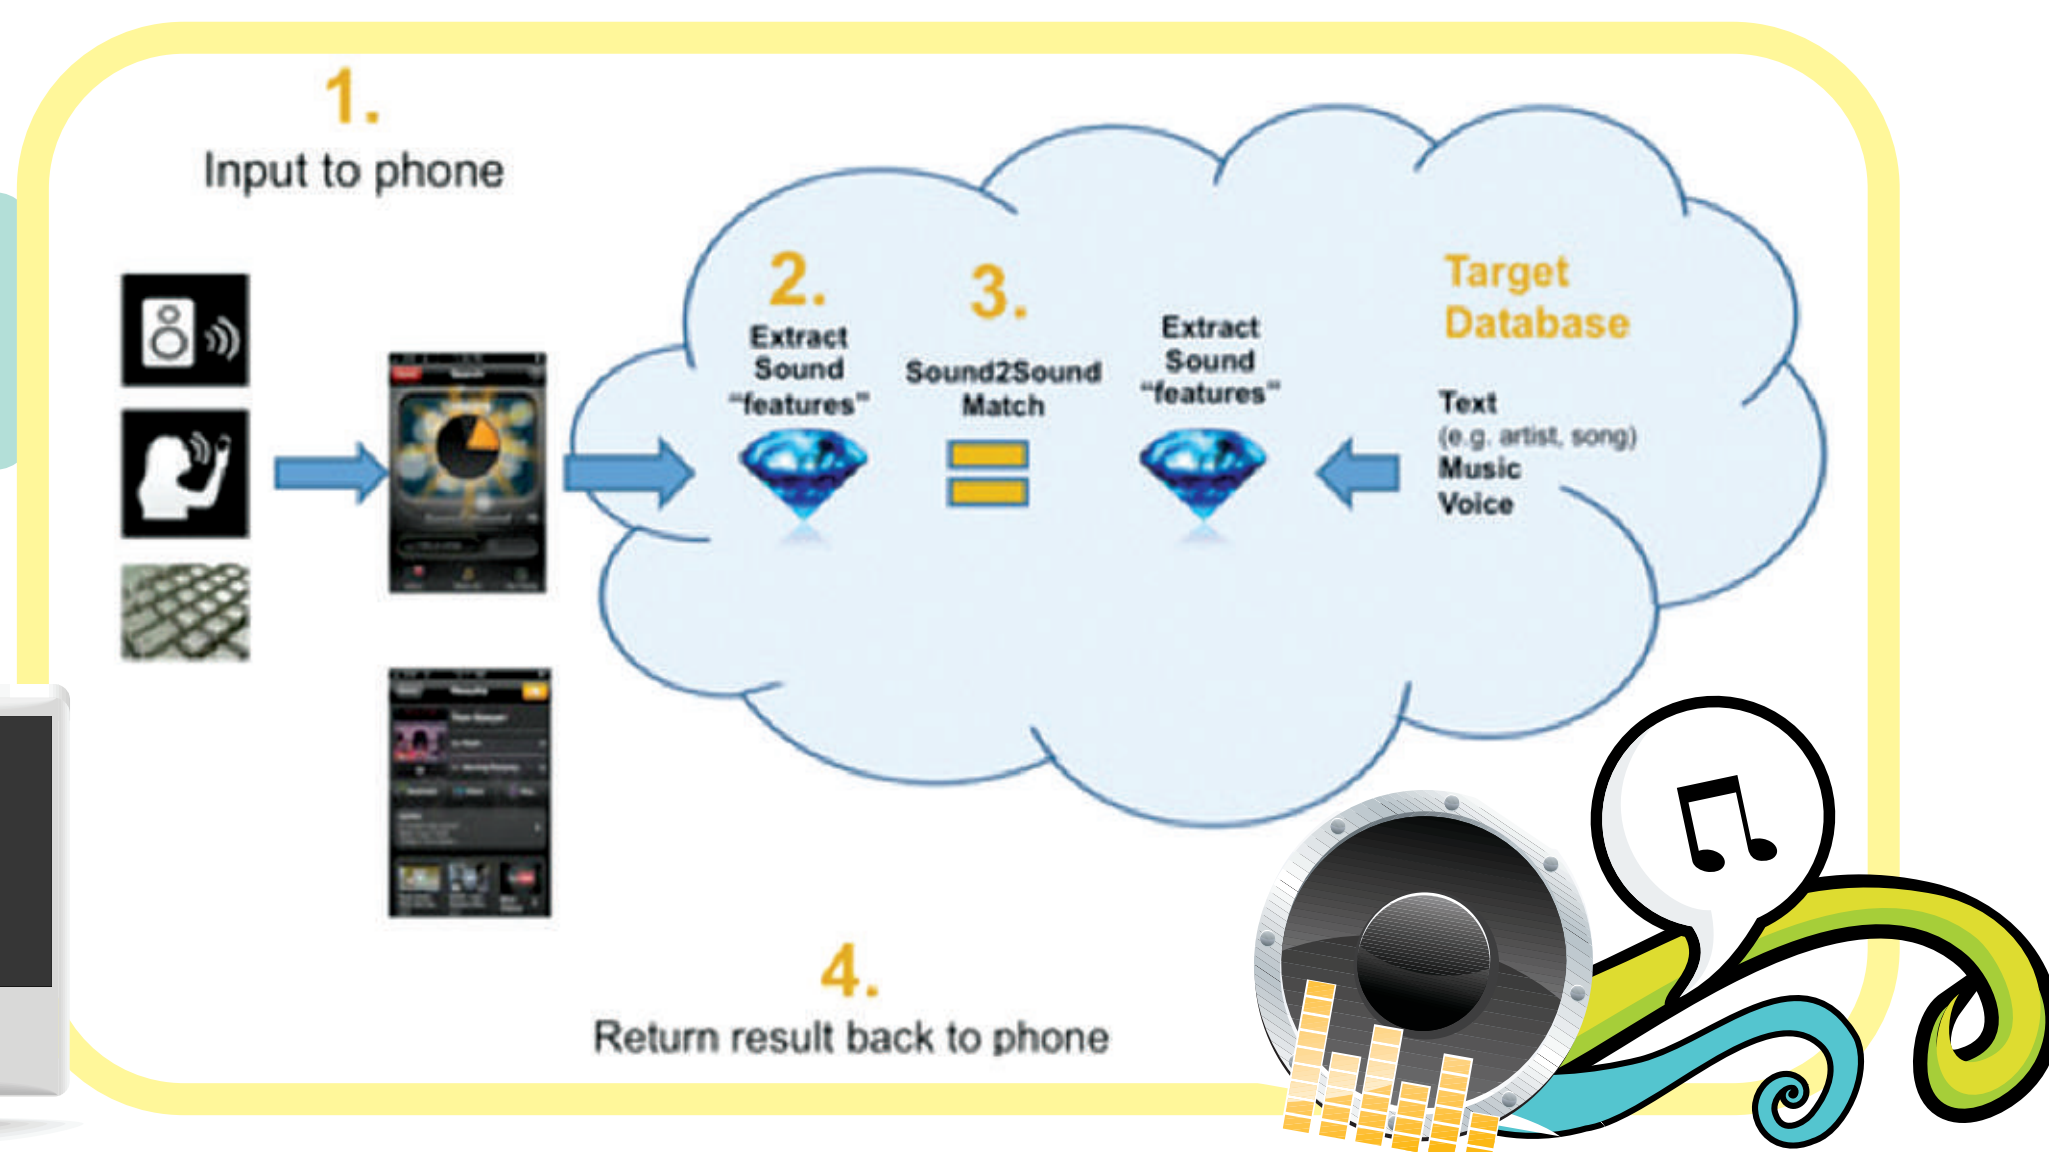 1.
Input to phone
2.
Extract
Sound
"features"
3.
Sound2Sound
Match
Extract
Sound
"features"
Target
Database
Text
(e.g. artist, song)
Music
Voice
4.
Return result back to phone